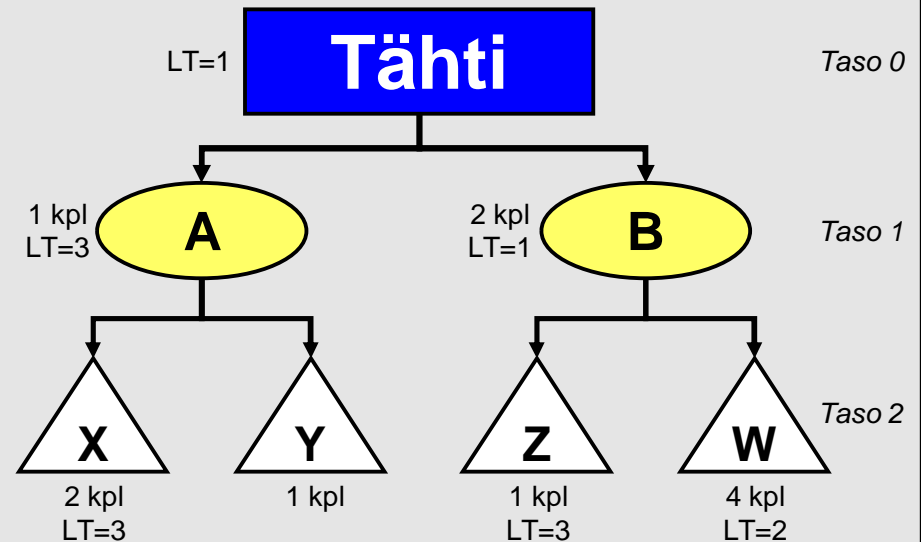 LT=1
Tähti
Taso 0
1 kpl
LT=3
A
2 kpl
LT=1
B
Taso 1
X
Y
Z
W
Taso 2
2 kpl
LT=3
1 kpl
1 kpl
LT=3
4 kpl
LT=2